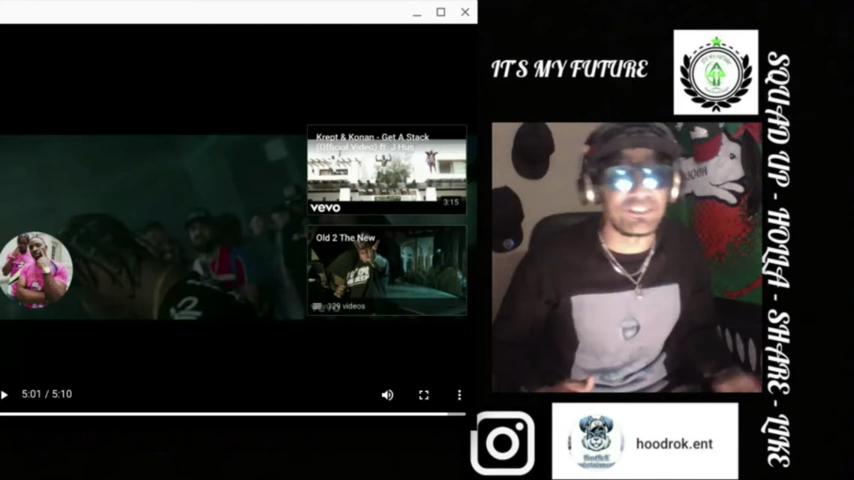 IT'S MY FUTURE
Krept & Konan - Get A Stack
(Official Video) ft. J Hus
vevo
3:15
Old 2 The New
329 videos
5:01 / 5:10
SQUAD UP - HOLLA - SHARE - LIKE
hoodrok.ent